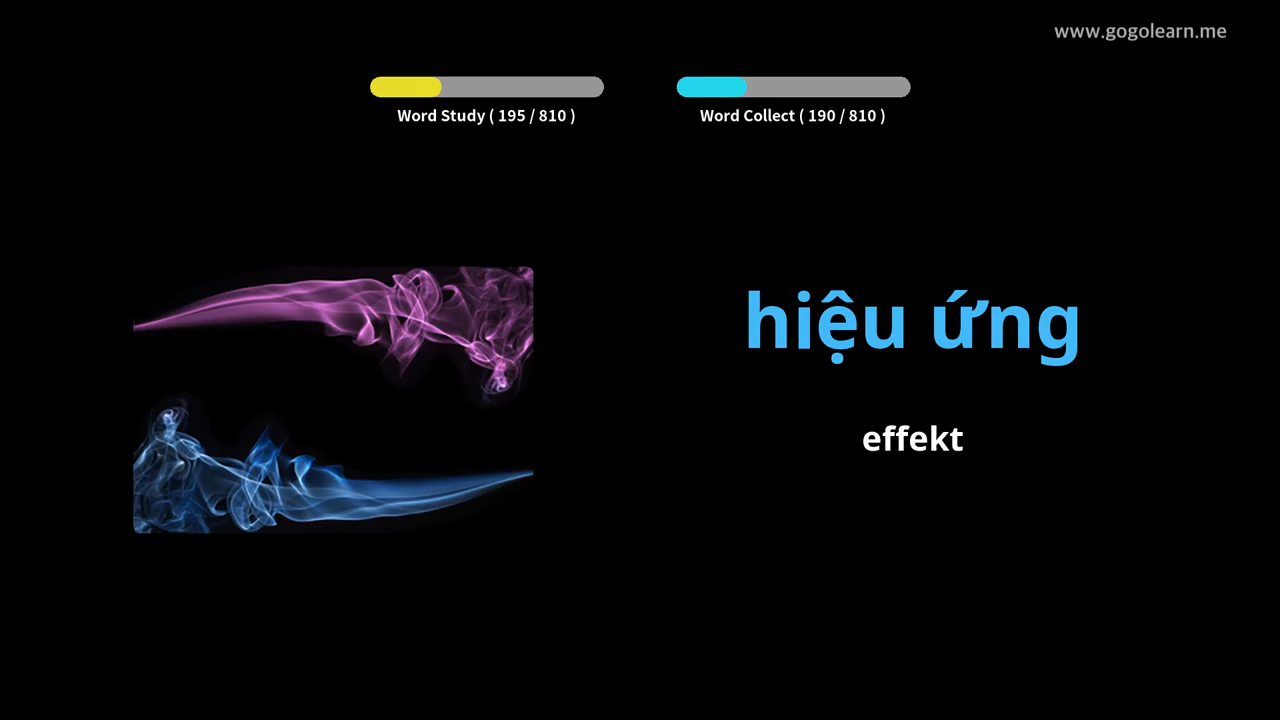 www.gogolearn.me
Word Study ( 195 / 810 )
Word Collect ( 190 / 810 )
hiệu ứng
effekt